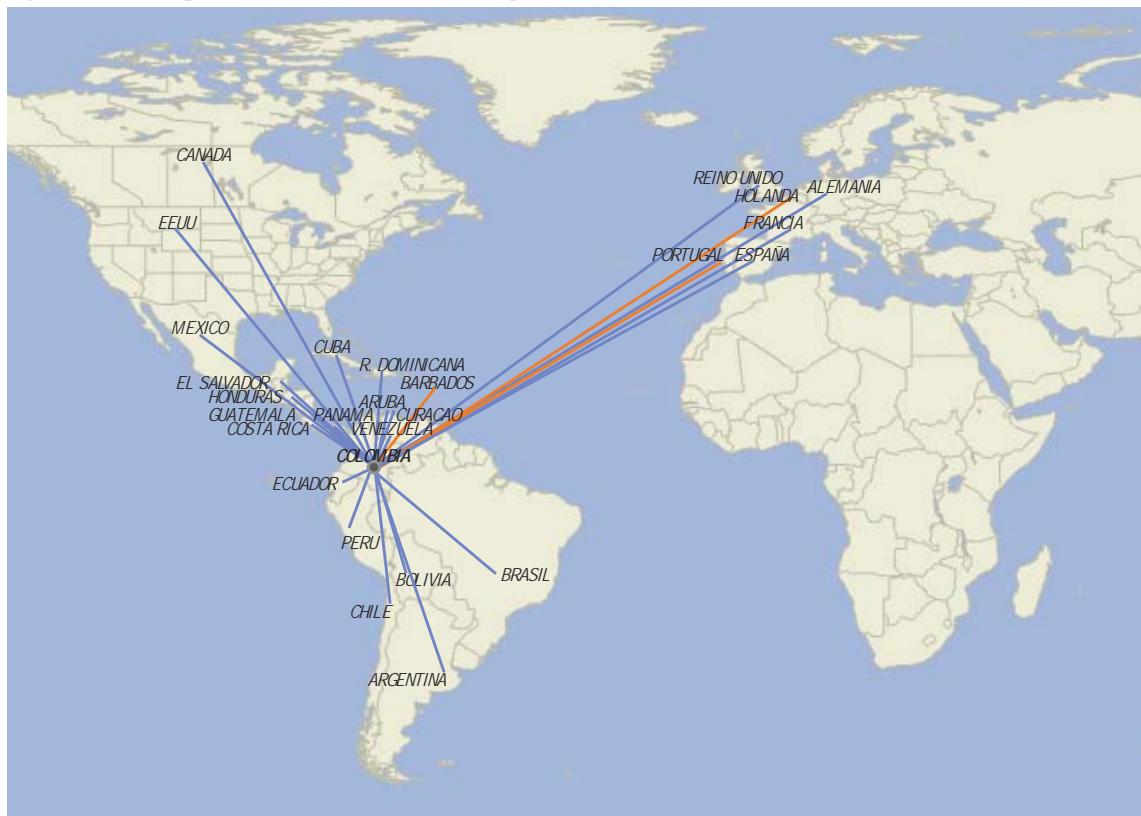 CANADA
REINO UNIDO
ALEMANIA
HOLANDA
EEUU
FRANCIA
PORTUGAL
ESPAÑA
MEXICO
CUBA
R. DOMINICANA
EL SALVADOR
BARBADOS
HONDURAS
ARUBA
GUATEMALA
PANAMA
CURACAO
COSTA RICA
VENEZUELA
COLOMBIA
ECUADOR
PERU
BOLIVIA
BRASIL
CHILE
ARGENTINA